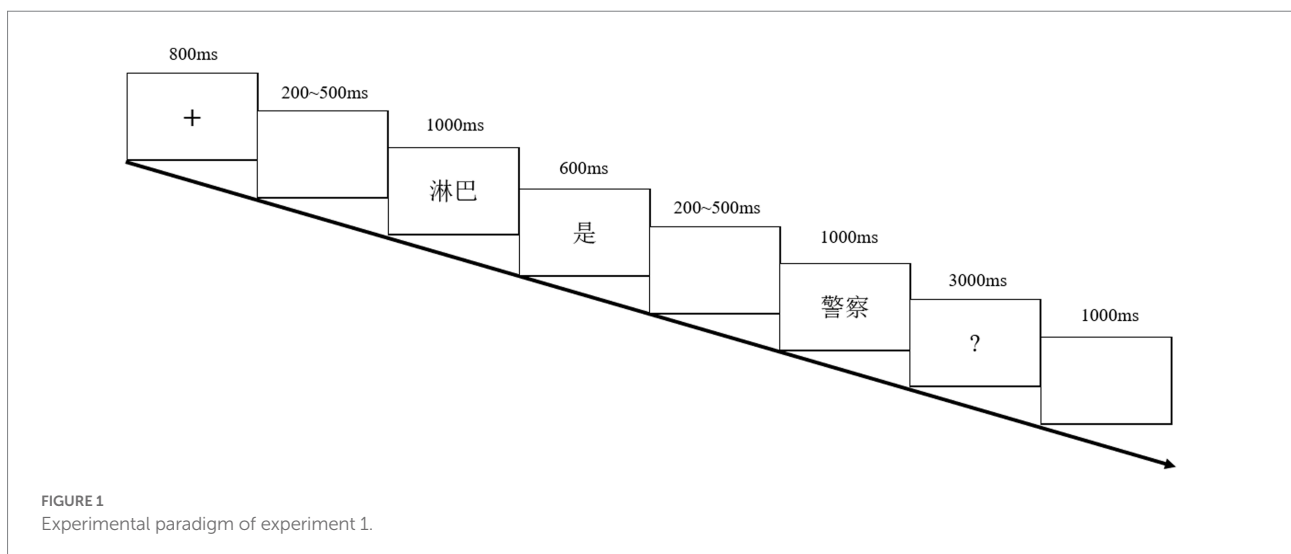 800ms
+
200~500ms
1000ms
淋巴
600ms
是
200~500ms
1000ms
警察
3000ms
?
1000ms
FIGURE 1
Experimental paradigm of experiment 1.